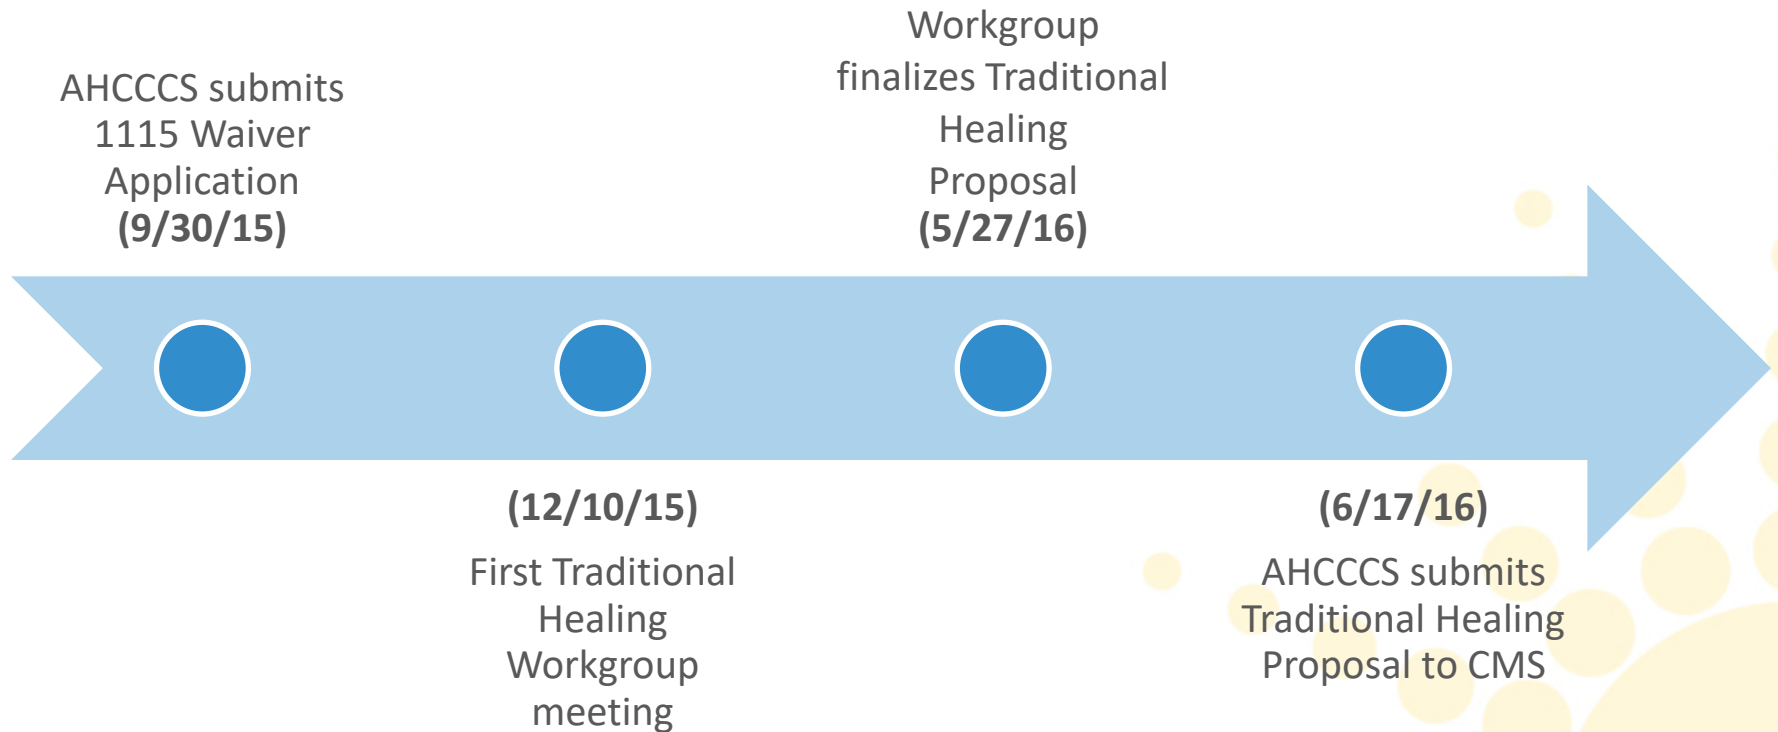 AHCCCS submits
1115 Waiver
Application
(9/30/15)
(12/10/15)
First Traditional
Healing
Workgroup
meeting
Workgroup
finalizes Traditional
Healing
Proposal
(5/27/16)
(6/17/16)
AHCCCS submits
Traditional Healing
Proposal to CMS